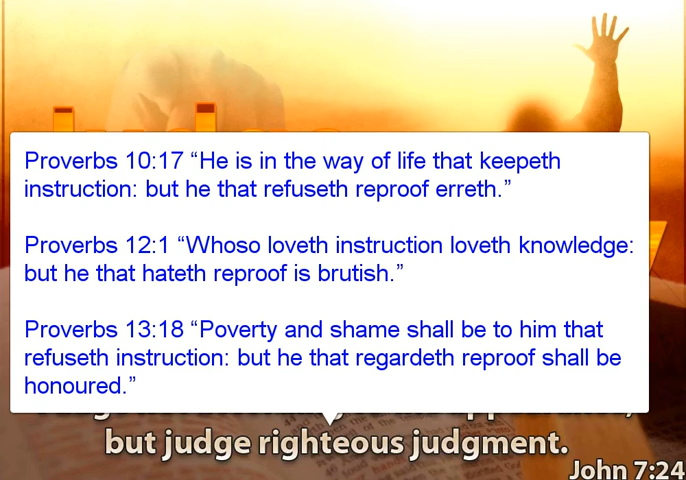 Proverbs 10:17 “He is in the way of life that keepeth
instruction: but he that refuseth reproof erreth.”
Proverbs 12:1 “Whoso loveth instruction loveth knowledge:
but he that hateth reproof is brutish.”
Proverbs 13:18 “Poverty and shame shall be to him that
refuseth instruction: but he that regardeth reproof shall be
honoured.”
but judge righteous judgment.
John 7:24